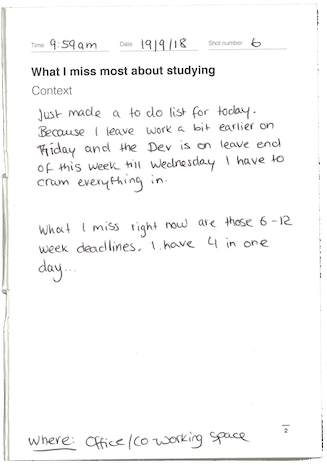 Time 9:59am Date 19/9/18 Shot number 6
What I miss most about studying
Context
Just made a to do list for today.
Because I leave work a bit earlier on
Friday and the Dev is on leave end
of this week till Wednesday I have to
cram everything in.
What I miss right now are those 6-12
week deadlines, I have 4 in one
day...
2
Where: Office/Co-working space